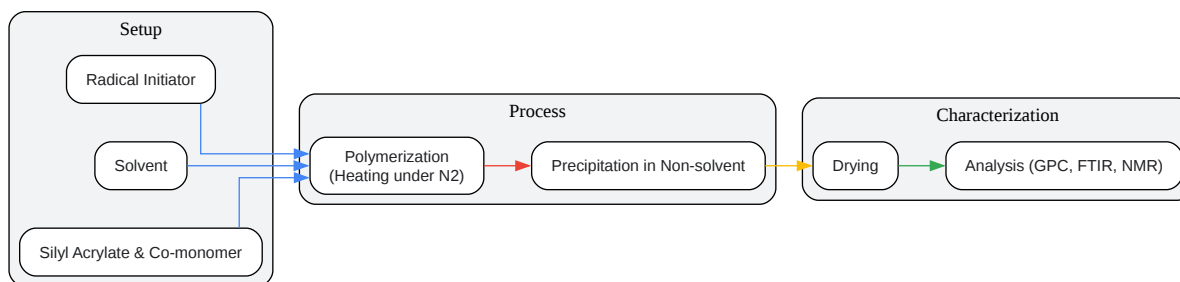 Setup
Radical Initiator
Solvent
Silyl Acrylate & Co-monomer
Process
Polymerization
(Heating under N2)
Precipitation in Non-solvent
Characterization
Drying
Analysis (GPC, FTIR, NMR)